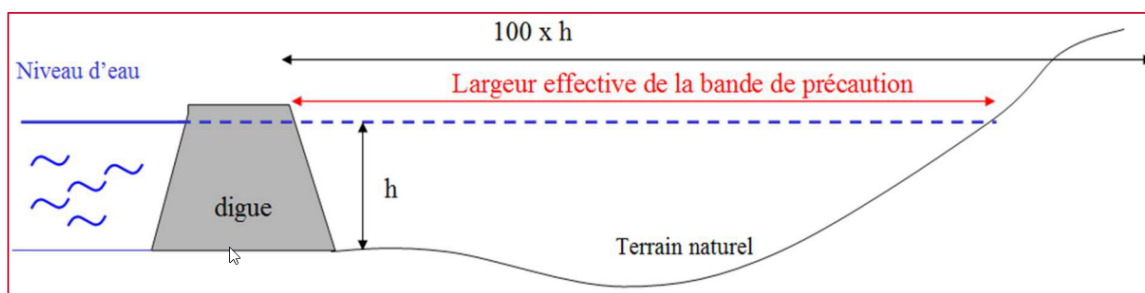 100 x h
Niveau d'eau
Largeur effective de la bande de précaution
h
digue
Terrain naturel